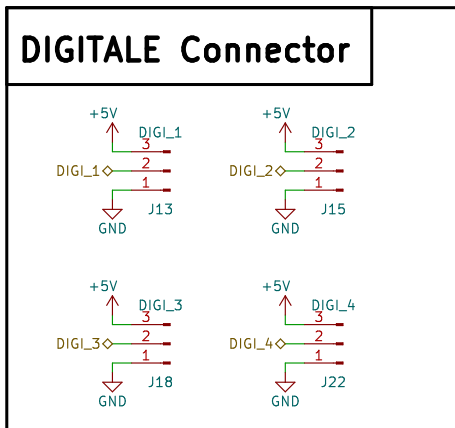 DIGITALE Connector
+5V
DIGI_1
3
DIGI_1
2
1
J13
GND
+5V
DIGI_2
3
DIGI_2
2
1
J15
GND
+5V
DIGI_3
3
DIGI_3
2
1
J18
GND
+5V
DIGI_4
3
DIGI_4
2
1
J22
GND